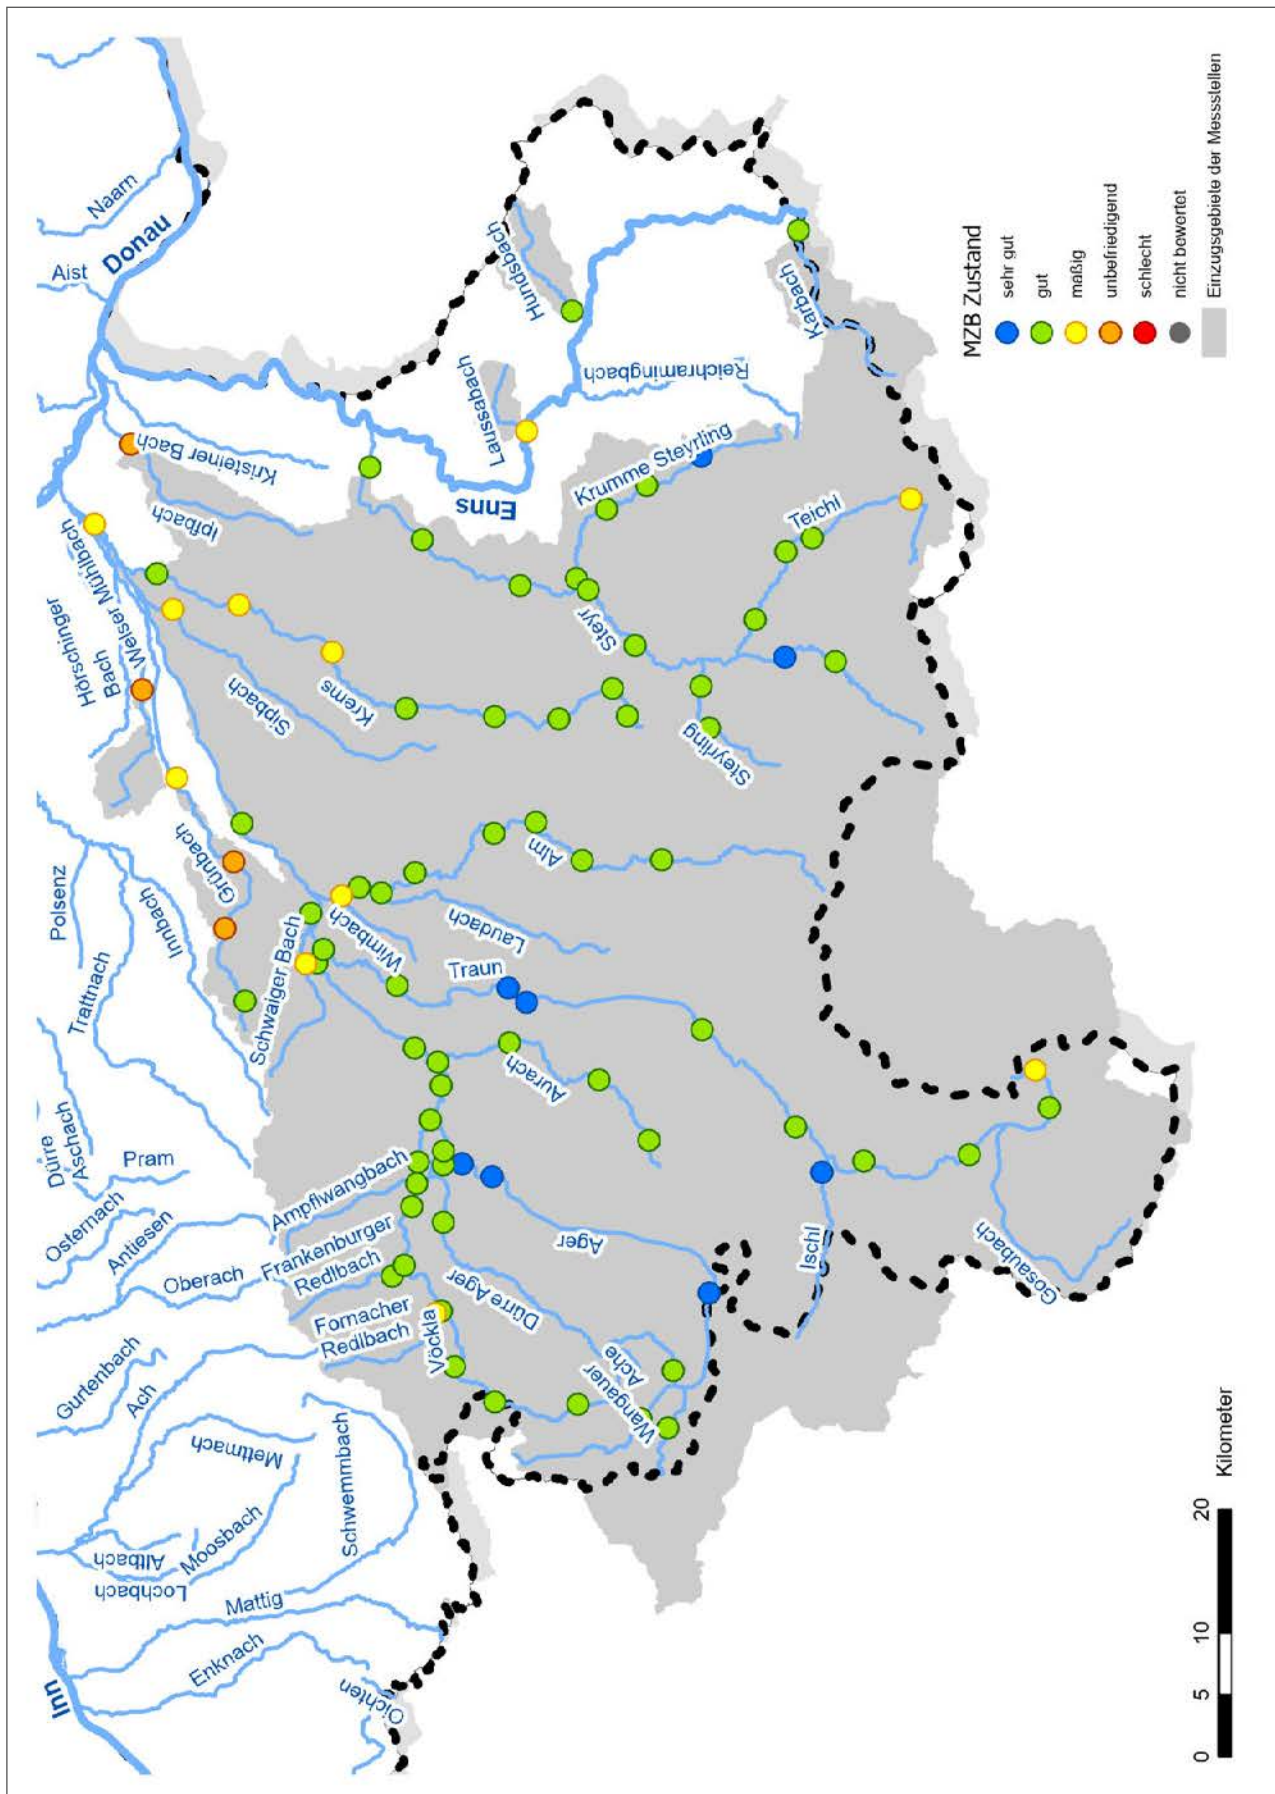 Inn
Oichten
Enknach
Mattig
Lochbach
Altbach
Moosbach
Schwemmbach
Mettmach
Ach
Gurtenbach
Oberach
Antiesen
Osternach
Pram
Dürre
Aschach
Trattnach
Innbach
Polsenz
Fornacher
Redlbach
Frankenburger
Redlbach
Ampflwangbach
Vöckla
Dürre Ager
Wangauer
Ache
Ager
Aurach
Ischl
Gosaubach
Traun
Schwaiger Bach
Wimbach
Laudach
Alm
Grünbach
Hörschinger
Bach
Welser Mühlbach
Sipbach
Krems
Ipfbach
Kristeiner Bach
Steyr
Steyrling
Teichl
Krumme Steyrling
Enns
Laussabach
Reichramingbach
Hundsbach
Karbach
Donau
Aist
Naarn
MZB Zustand
sehr gut
gut
mäßig
unbefriedigend
schlecht
nicht bewertet
Einzugsgebiete der Messstellen
0 5 10 20
Kilometer